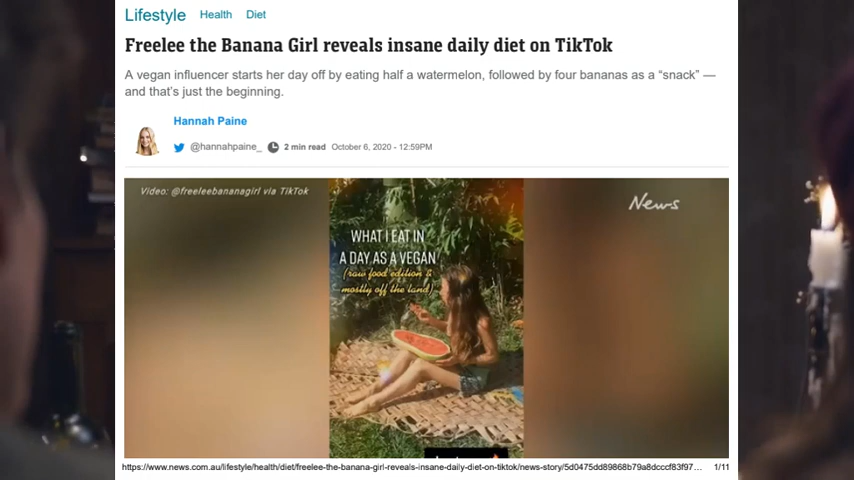 Lifestyle Health Diet
Freelee the Banana Girl reveals insane daily diet on TikTok
A vegan influencer starts her day off by eating half a watermelon, followed by four bananas as a “snack” —
and that’s just the beginning.
Hannah Paine
@hannahpaine_ 2 min read October 6, 2020 - 12:59PM
Video: @freeleebananagirl via TikTok
News
WHAT I EAT IN
A DAY AS A VEGAN
(raw food edition &
mostly off the land)
https://www.news.com.au/lifestyle/health/diet/freelee-the-banana-girl-reveals-insane-daily-diet-on-tiktok/news-story/5d0475dd89868b79a8dcccf83f97... 1/11